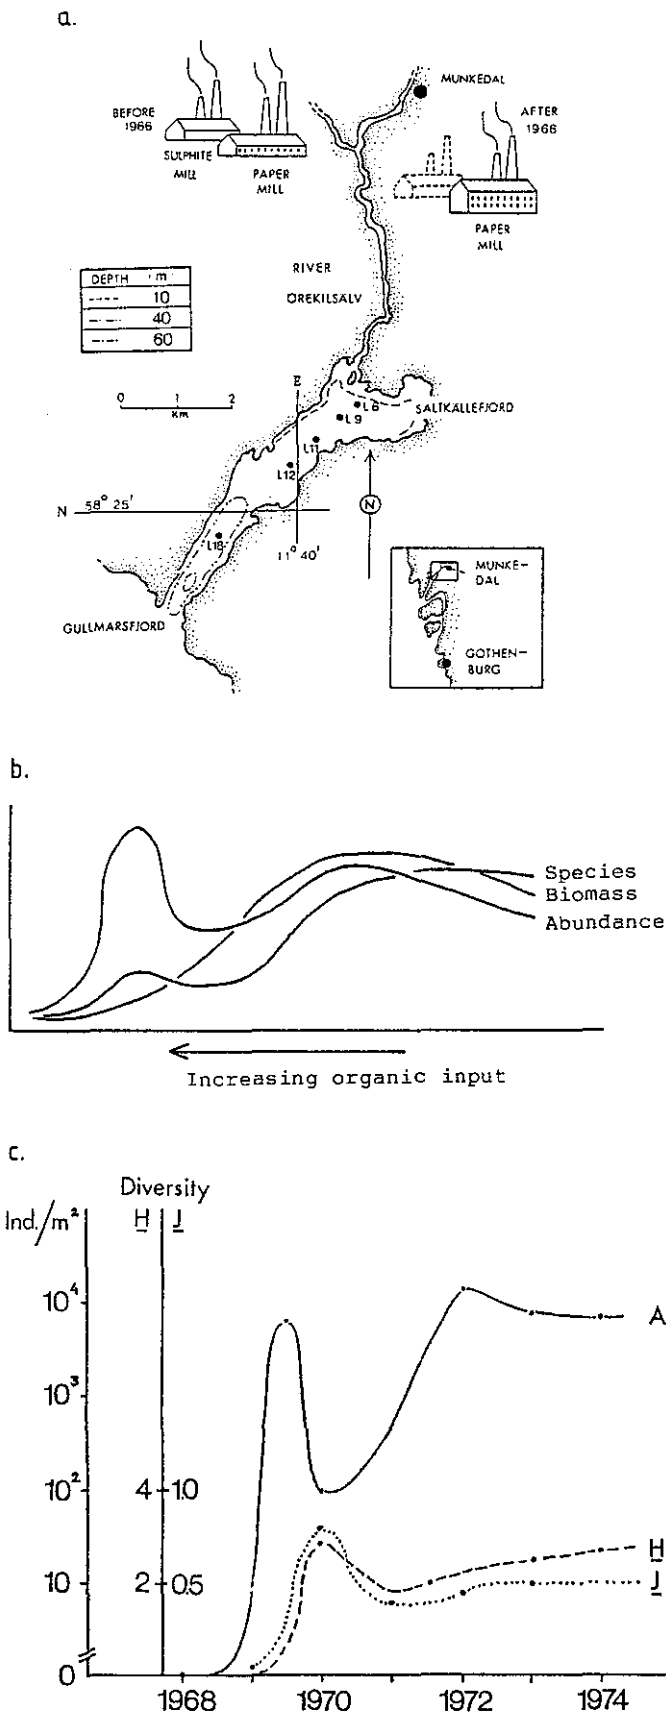 a.
MUNKEDAL
BEFORE
1966
SULPHITE
MILL
PAPER
MILL
AFTER
1966
PAPER
MILL
DEPTH m
10
40
60
RIVER
ÖREKILSÄLV
0 1 2
KM
E
L6
L9
L11
L12
L18
SALTKÄLLEFJORD
N 58° 25'
11° 40'
N
GULLMARSFJORD
MUNKE-
DAL
GOTHEN-
BURG
b.
Species
Biomass
Abundance
Increasing organic input
c.
Diversity
Ind./m² H J
10⁴
A
10³
10² 4 1.0
H
10 2 0.5
J
0
1968 1970 1972 1974